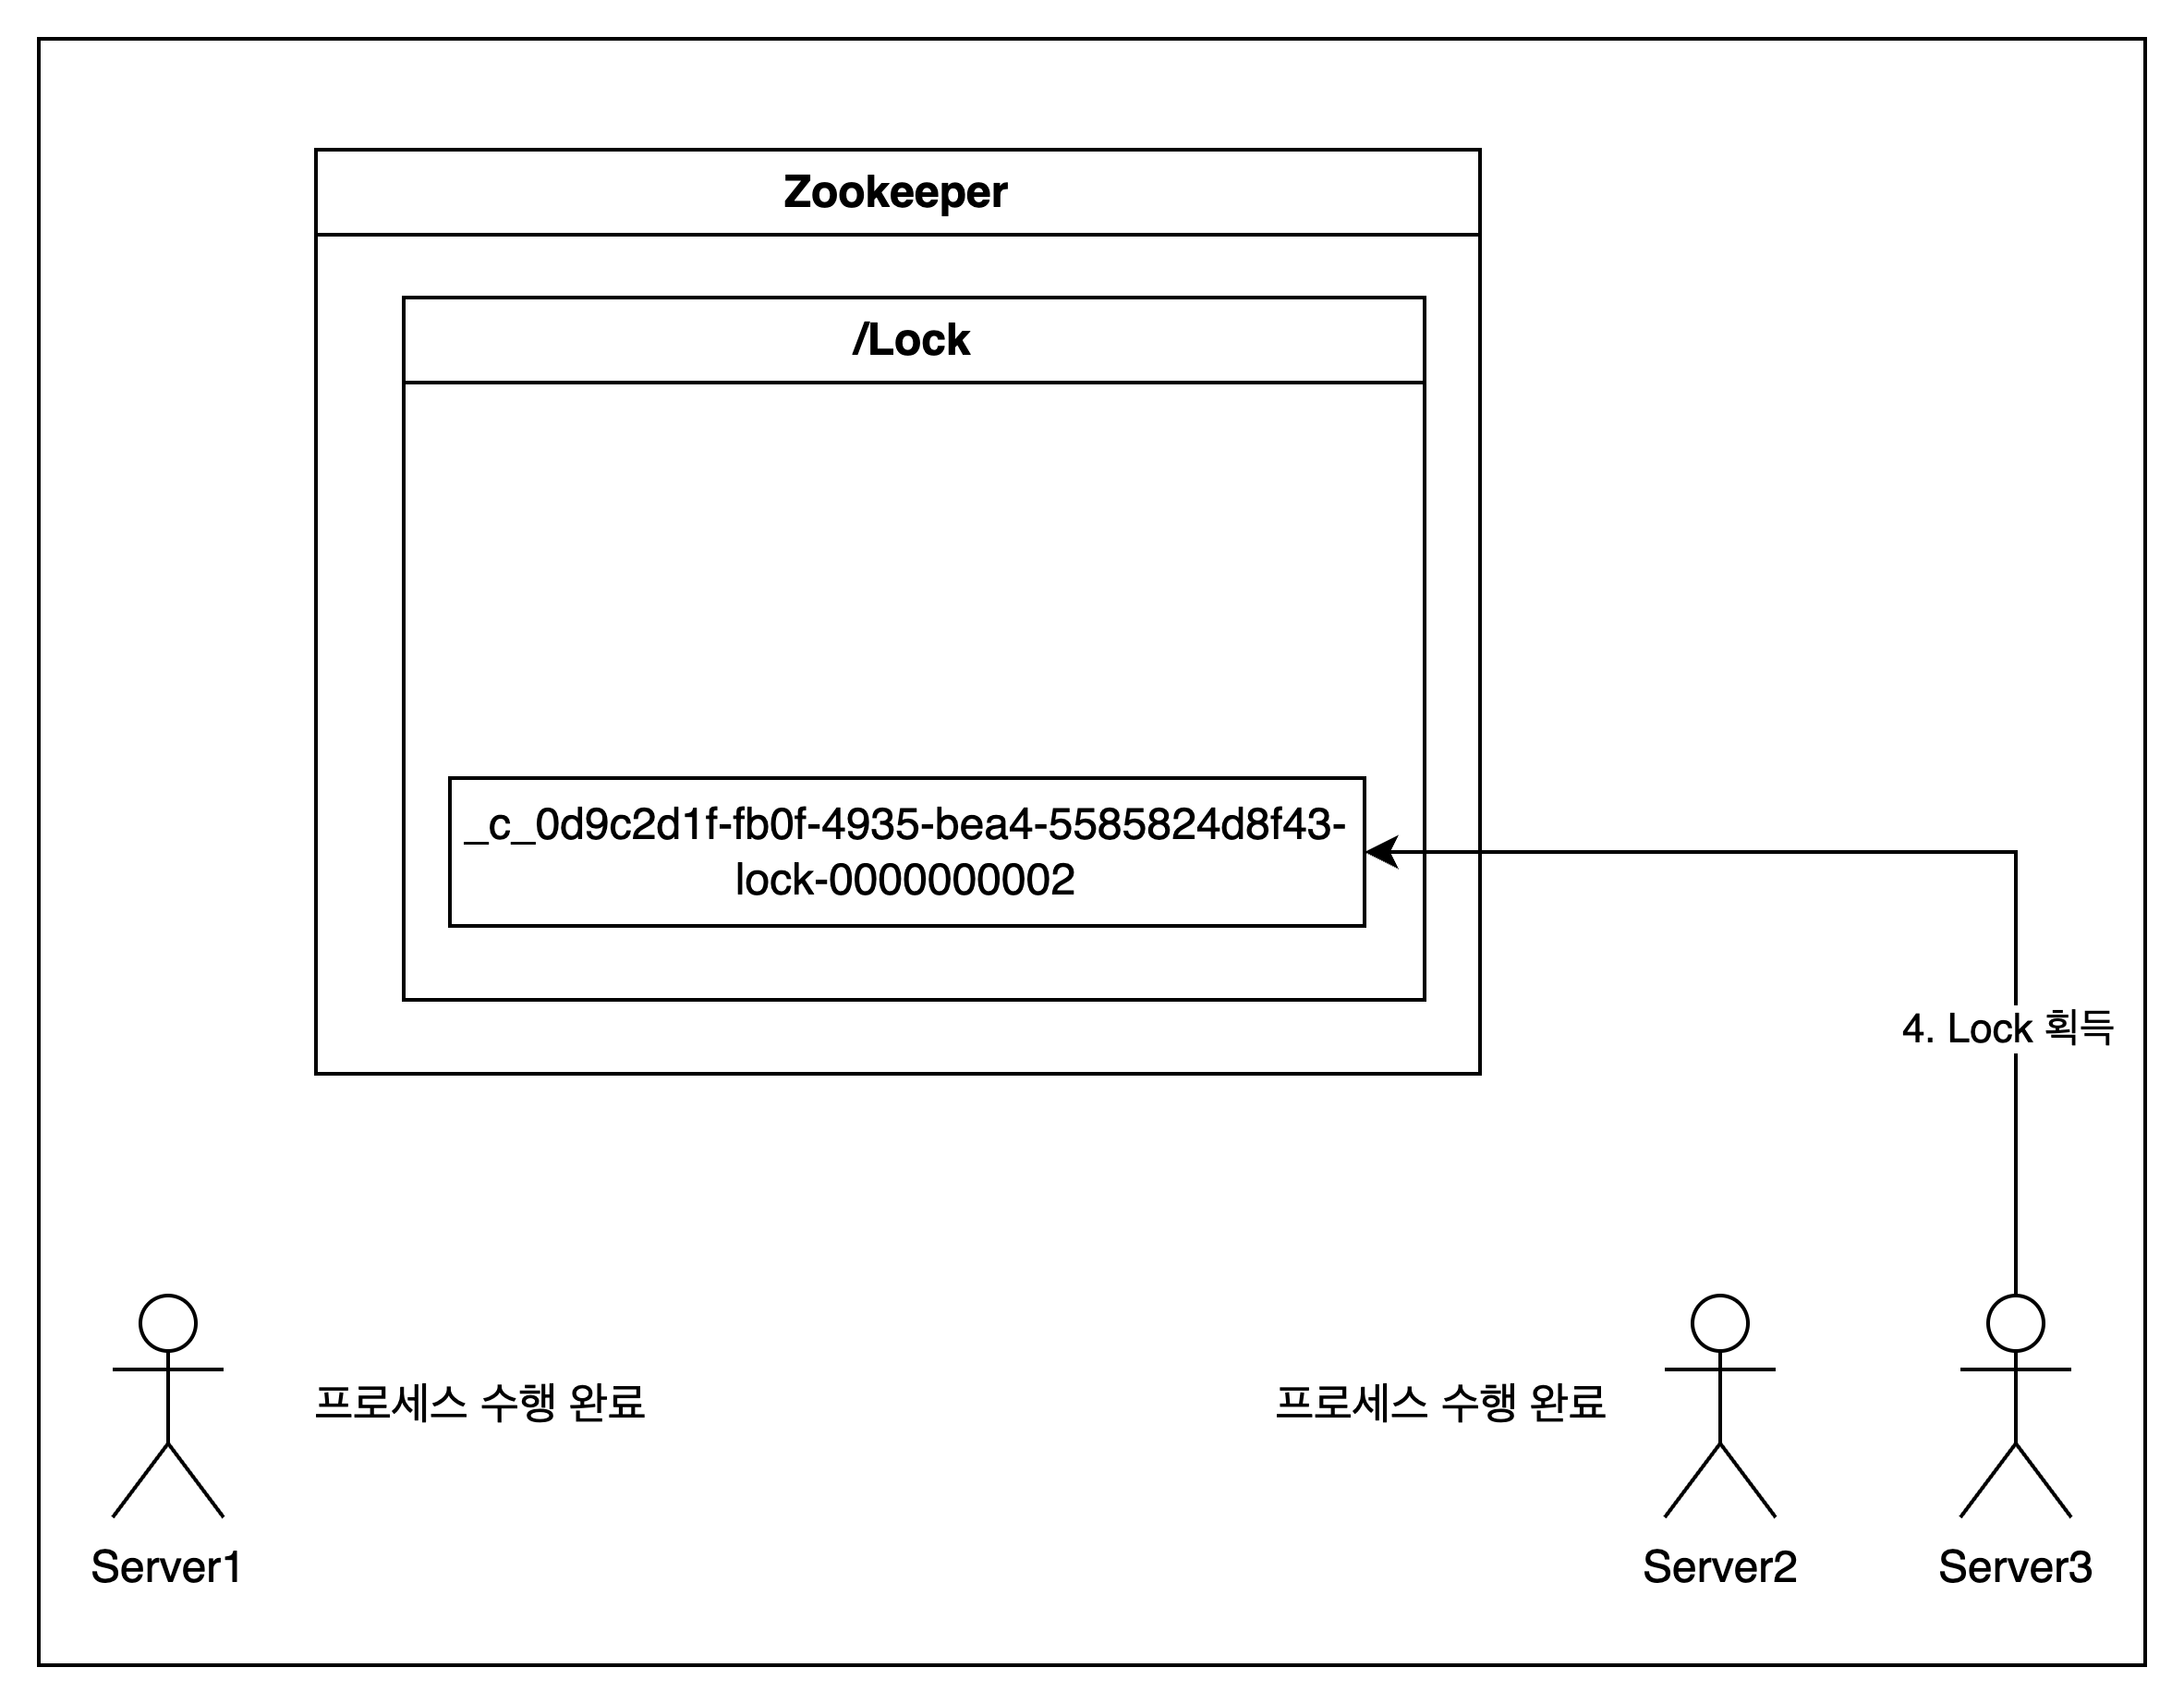 Zookeeper
/Lock
_c_0d9c2d1f-fb0f-4935-bea4-5585824d8f43-
lock-0000000002
4. Lock 획득
프로세스 수행 완료
프로세스 수행 완료
Server1
Server2
Server3